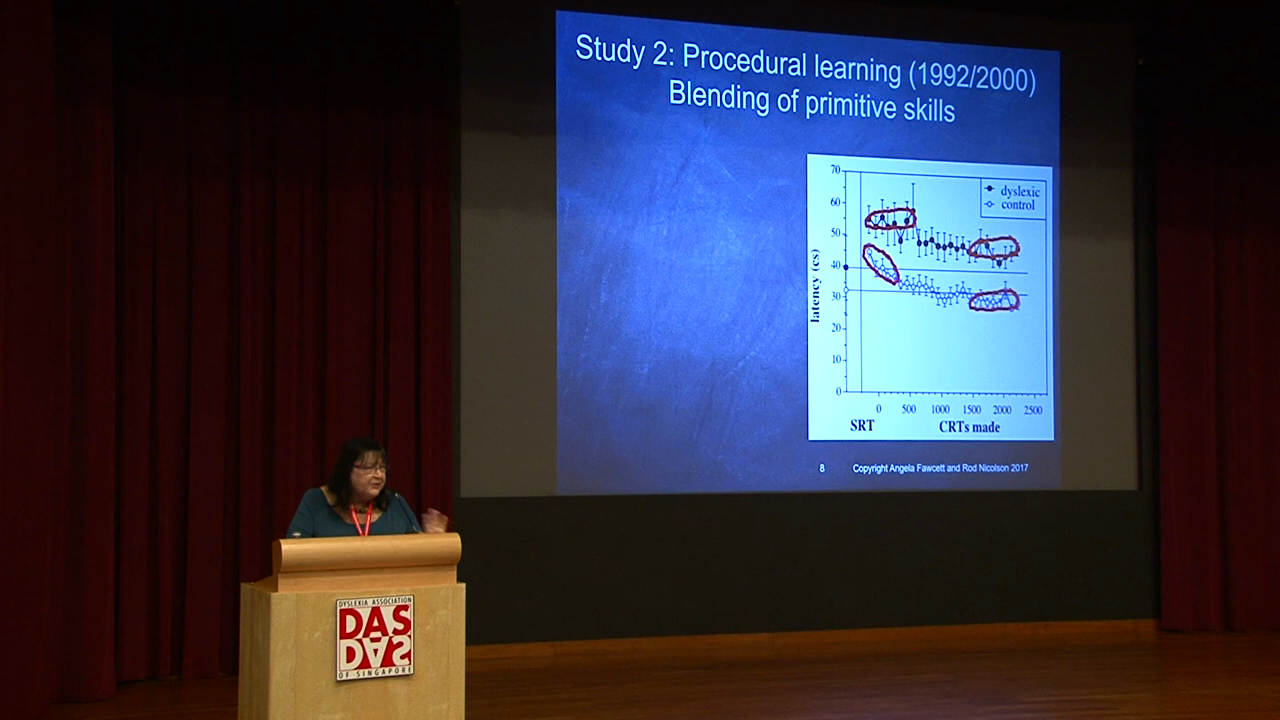 Study 2: Procedural learning (1992/2000)
Blending of primitive skills
70
60
50
40
30
20
10
0
latency (cs)
dyslexic
control
0 500 1000 1500 2000 2500
SRT CRTs made
8 Copyright Angela Fawcett and Rod Nicolson 2017
DYSLEXIA ASSOCIATION
DAS
DAS
OF SINGAPORE